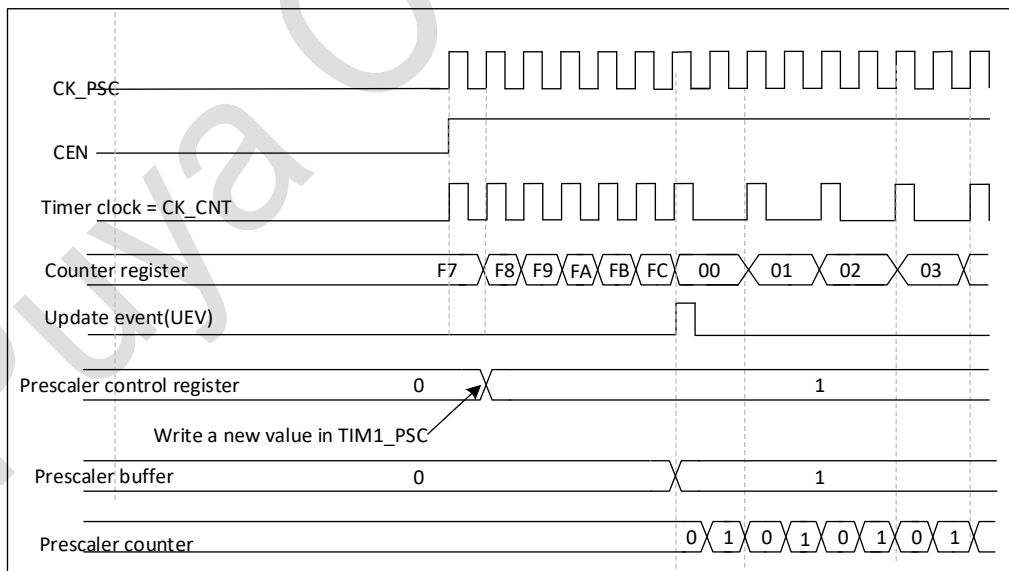 CK_PSC
CEN
Timer clock = CK_CNT
Counter register F7 F8 F9 FA FB FC 00 01 02 03
Update event(UEV)
Prescaler control register 0 1
Write a new value in TIM1_PSC
Prescaler buffer 0 1
Prescaler counter 0 1 0 1 0 1 0 1
Puya